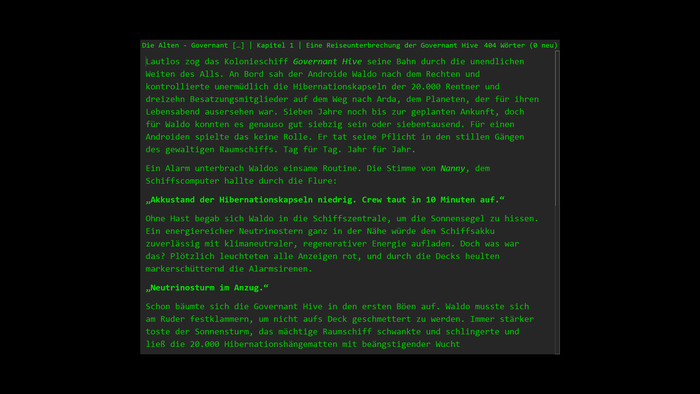 Die Alten - Governant […] | Kapitel 1 | Eine Reiseunterbrechung der Governant Hive 404 Wörter (0 neu)
Lautlos zog das Kolonieschiff Governant Hive seine Bahn durch die unendlichen
Weiten des Alls. An Bord sah der Androide Waldo nach dem Rechten und
kontrollierte unermüdlich die Hibernationskapseln der 20.000 Rentner und
dreizehn Besatzungsmitglieder auf dem Weg nach Arda, dem Planeten, der für ihren
Lebensabend ausersehen war. Sieben Jahre noch bis zur geplanten Ankunft, doch
für Waldo konnten es genauso gut siebzig sein oder siebentausend. Für einen
Androiden spielte das keine Rolle. Er tat seine Pflicht in den stillen Gängen
des gewaltigen Raumschiffs. Tag für Tag. Jahr für Jahr.
Ein Alarm unterbrach Waldos einsame Routine. Die Stimme von Nanny, dem
Schiffscomputer hallte durch die Flure:
„Akkustand der Hibernationskapseln niedrig. Crew taut in 10 Minuten auf.“
Ohne Hast begab sich Waldo in die Schiffszentrale, um die Sonnensegel zu hissen.
Ein energiereicher Neutrinostern ganz in der Nähe würde den Schiffsakku
zuverlässig mit klimaneutraler, regenerativer Energie aufladen. Doch was war
das? Plötzlich leuchteten alle Anzeigen rot, und durch die Decks heulten
markerschütternd die Alarmsirenen.
„Neutrinosturm im Anzug.“
Schon bäumte sich die Governant Hive in den ersten Böen auf. Waldo musste sich
am Ruder festklammern, um nicht aufs Deck geschmettert zu werden. Immer stärker
toste der Sonnensturm, das mächtige Raumschiff schwankte und schlingerte und
ließ die 20.000 Hibernationshängematten mit beängstigender Wucht